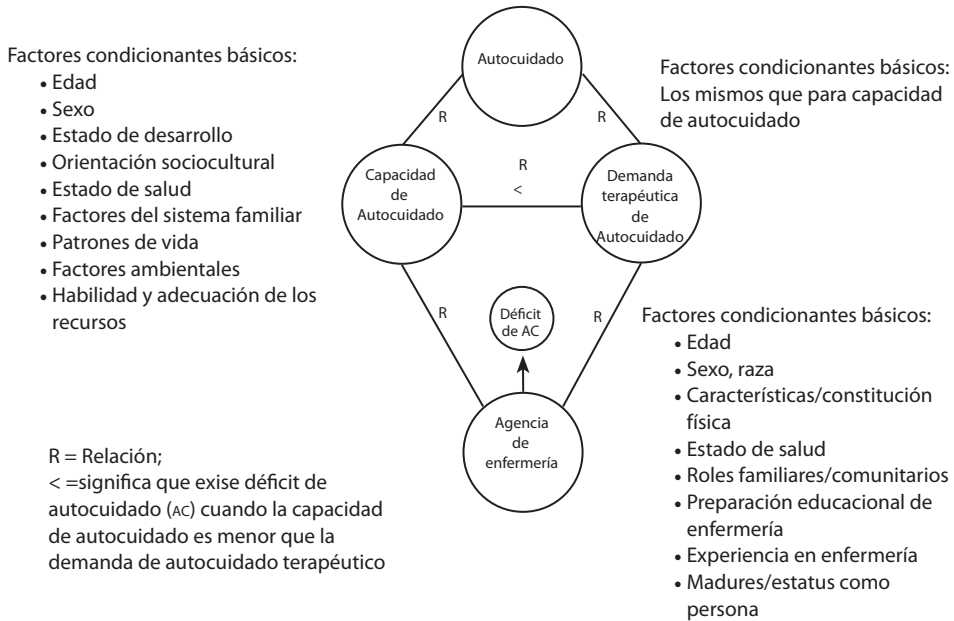 Factores condicionantes básicos:
• Edad
• Sexo
• Estado de desarrollo
• Orientación sociocultural
• Estado de salud
• Factores del sistema familiar
• Patrones de vida
• Factores ambientales
• Habilidad y adecuación de los
recursos
Autocuidado
Factores condicionantes básicos:
Los mismos que para capacidad
de autocuidado
R
R
Capacidad
de
Autocuidado
R
<
Demanda
terapéutica
de
Autocuidado
R
Déficit
de AC
R
Agencia
de
enfermería
Factores condicionantes básicos:
• Edad
• Sexo, raza
• Características/constitución
física
• Estado de salud
• Roles familiares/comunitarios
• Preparación educacional de
enfermería
• Experiencia en enfermería
• Madures/estatus como
persona
R = Relación;
< =significa que exise déficit de
autocuidado (AC) cuando la capacidad
de autocuidado es menor que la
demanda de autocuidado terapéutico